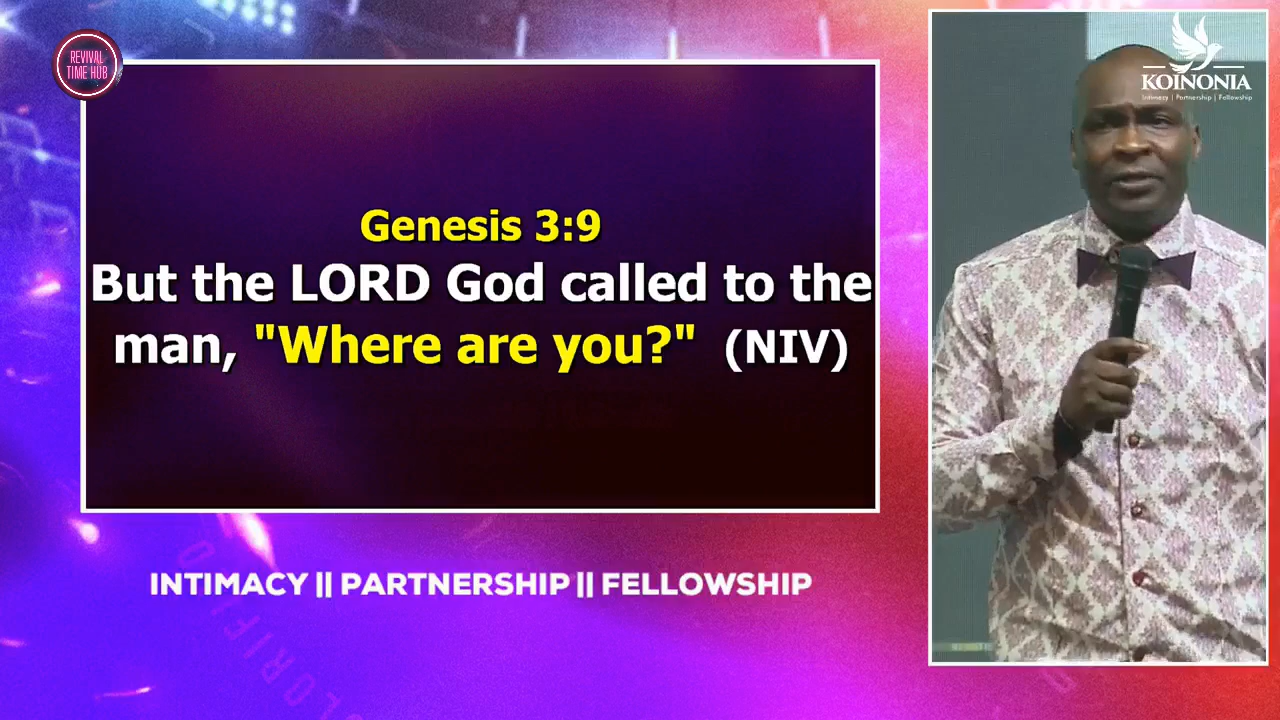 REVIVAL
TIME HUB
KOINONIA
Intimacy | Partnership | Fellowship
Genesis 3:9
But the LORD God called to the
man, "Where are you?" (NIV)
INTIMACY || PARTNERSHIP || FELLOWSHIP